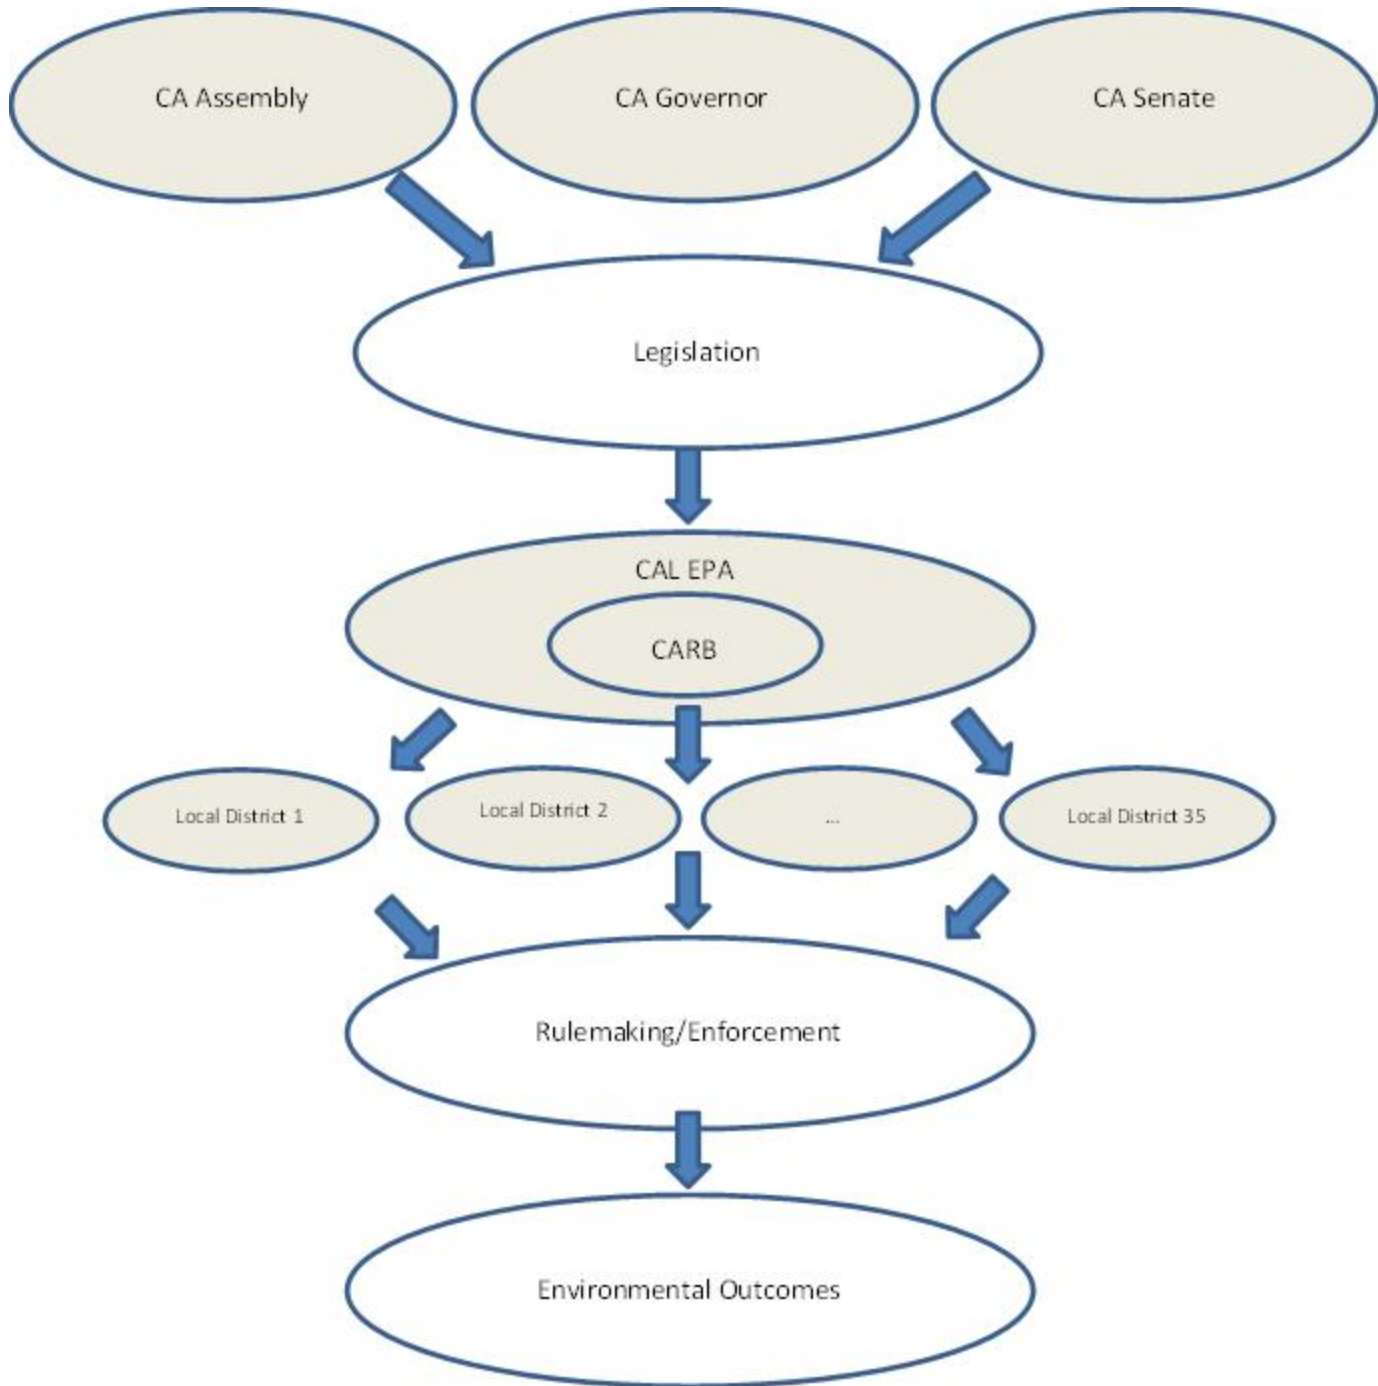 CA Assembly
CA Governor
CA Senate
Legislation
CAL EPA
CARB
Local District 1
Local District 2
...
Local District 35
Rulemaking/Enforcement
Environmental Outcomes